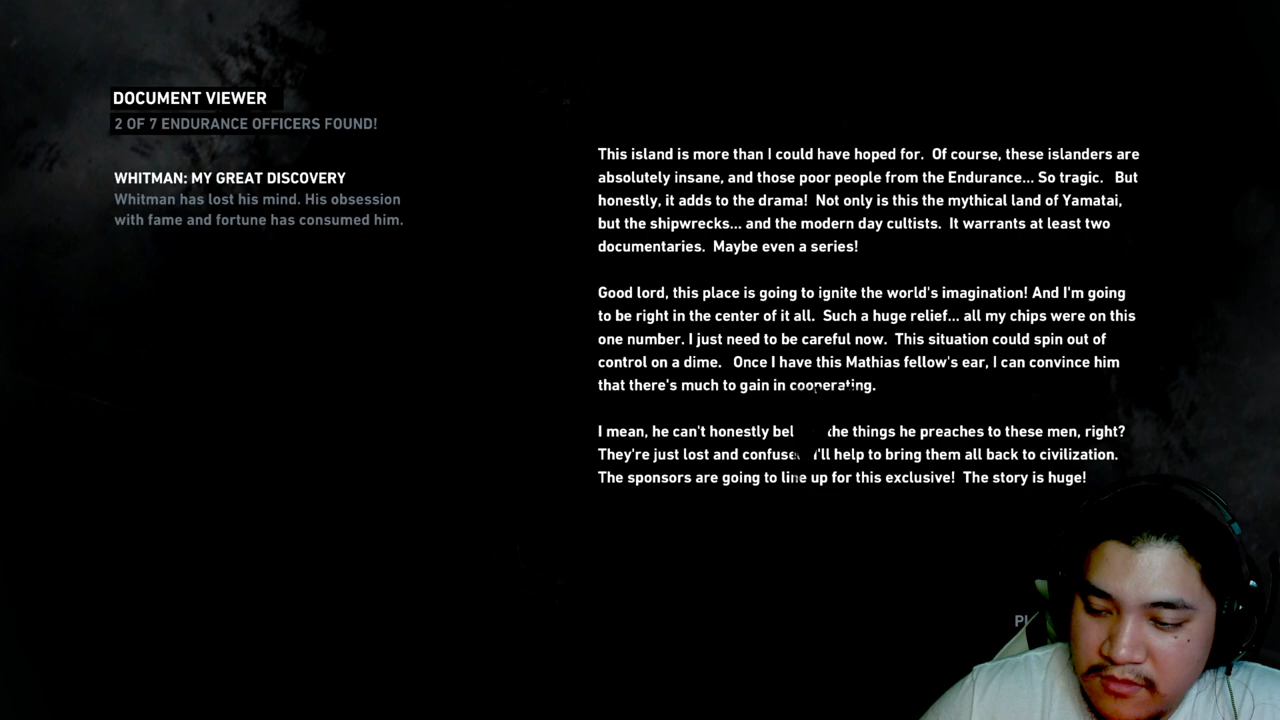 DOCUMENT VIEWER
2 OF 7 ENDURANCE OFFICERS FOUND!
WHITMAN: MY GREAT DISCOVERY
Whitman has lost his mind. His obsession
with fame and fortune has consumed him.
This island is more than I could have hoped for. Of course, these islanders are
absolutely insane, and those poor people from the Endurance... So tragic. But
honestly, it adds to the drama! Not only is this the mythical land of Yamatai,
but the shipwrecks... and the modern day cultists. It warrants at least two
documentaries. Maybe even a series!
Good lord, this place is going to ignite the world's imagination! And I'm going
to be right in the center of it all. Such a huge relief... all my chips were on this
one number. I just need to be careful now. This situation could spin out of
control on a dime. Once I have this Mathias fellow's ear, I can convince him
that there's much to gain in cooperating.
I mean, he can't honestly the things he preaches to these men, right?
They're just lost and I'll help to bring them all back to civilization.
The sponsors are going to line up for this exclusive! The story is huge!